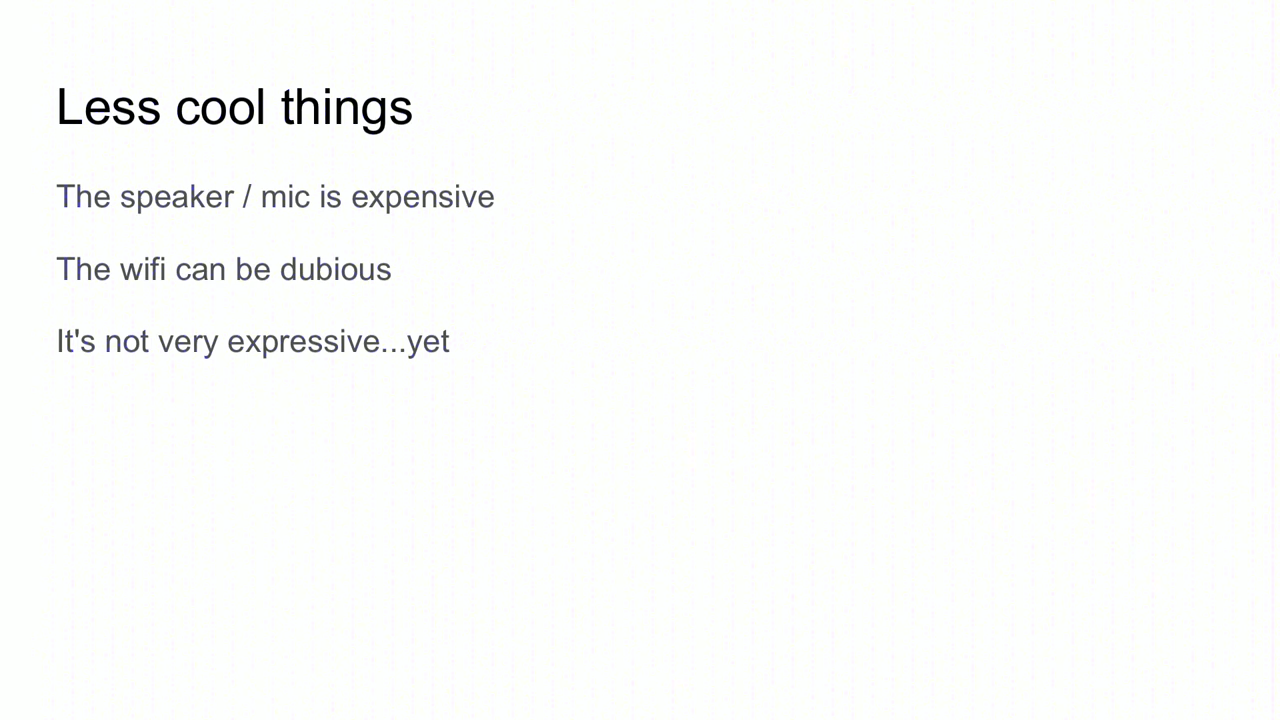 Less cool things
The speaker / mic is expensive
The wifi can be dubious
It's not very expressive...yet